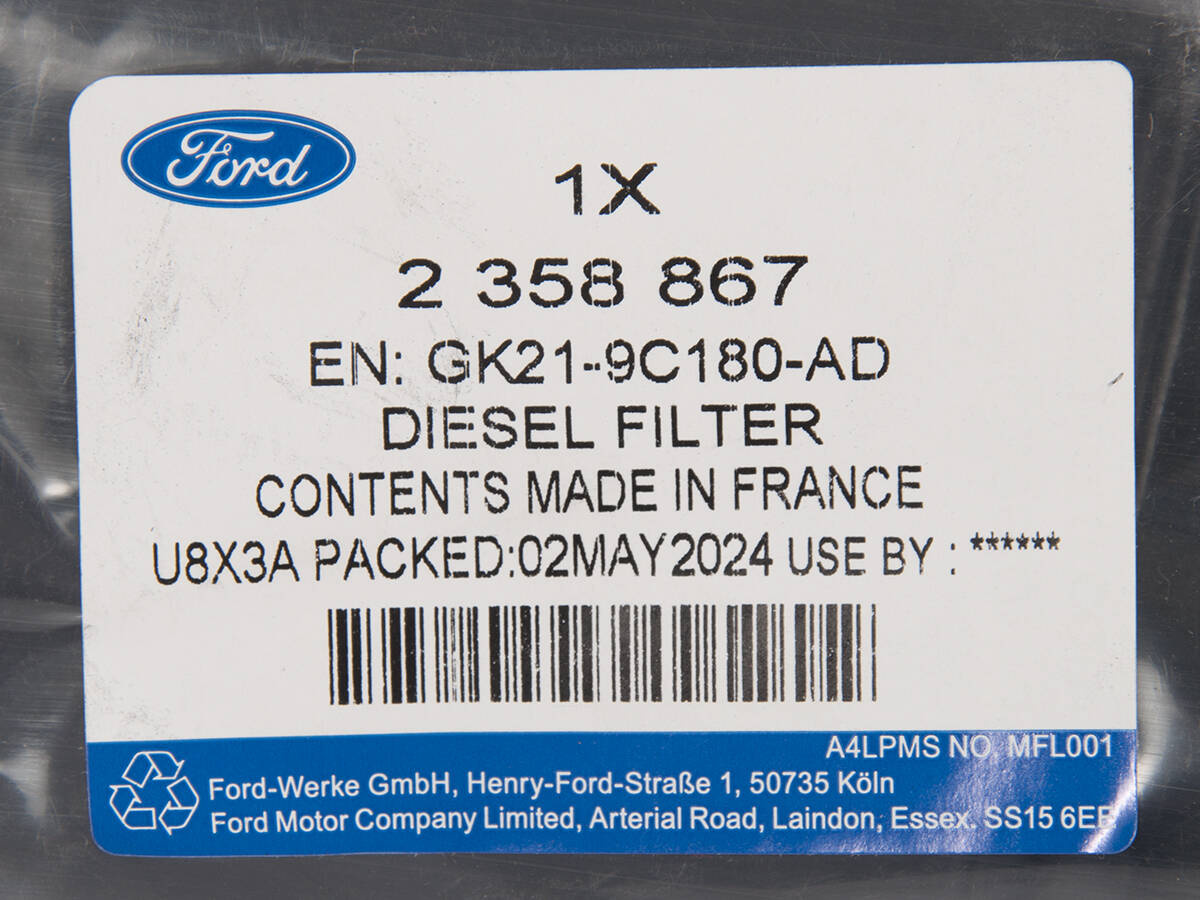 Ford
1X
2 358 867
EN: GK21-9C180-AD
DIESEL FILTER
CONTENTS MADE IN FRANCE
U8X3A PACKED:02MAY2024 USE BY : ******
A4LPMS NO. MFL001
Ford-Werke GmbH, Henry-Ford-Straße 1, 50735 Köln
Ford Motor Company Limited, Arterial Road, Laindon, Essex. SS15